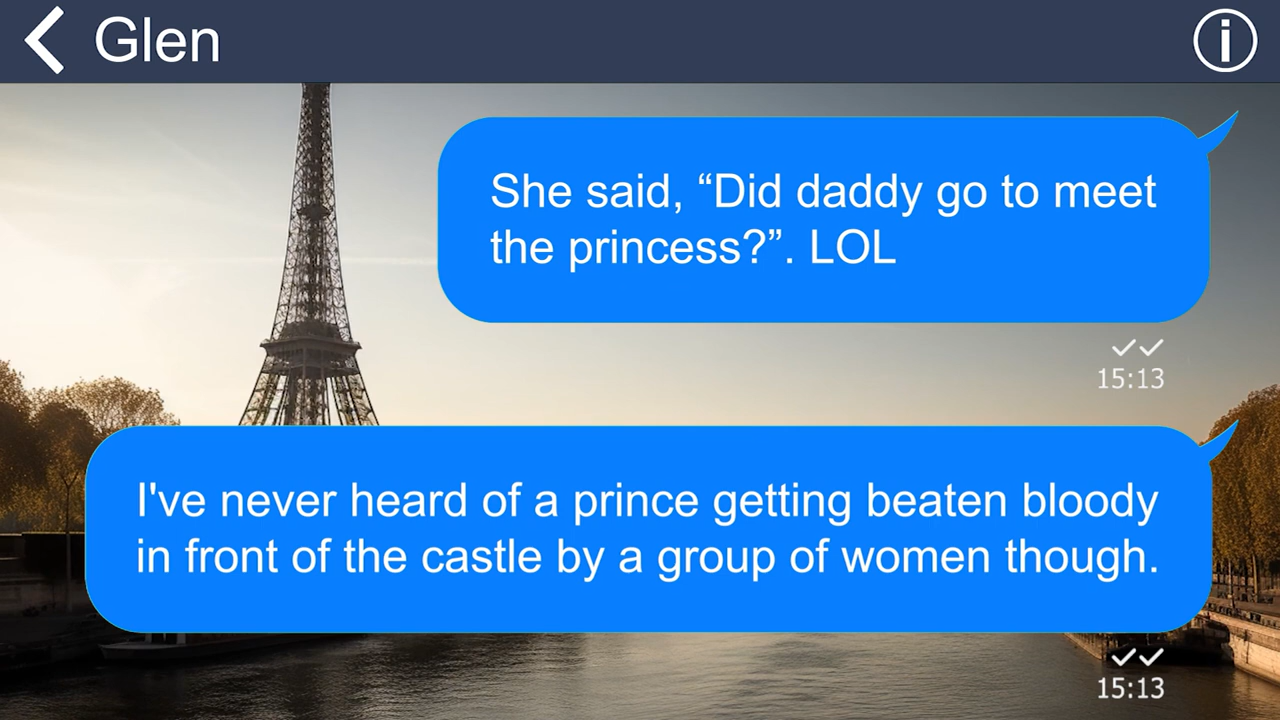 Glen
She said, “Did daddy go to meet
the princess?”. LOL
15:13
I've never heard of a prince getting beaten bloody
in front of the castle by a group of women though.
15:13